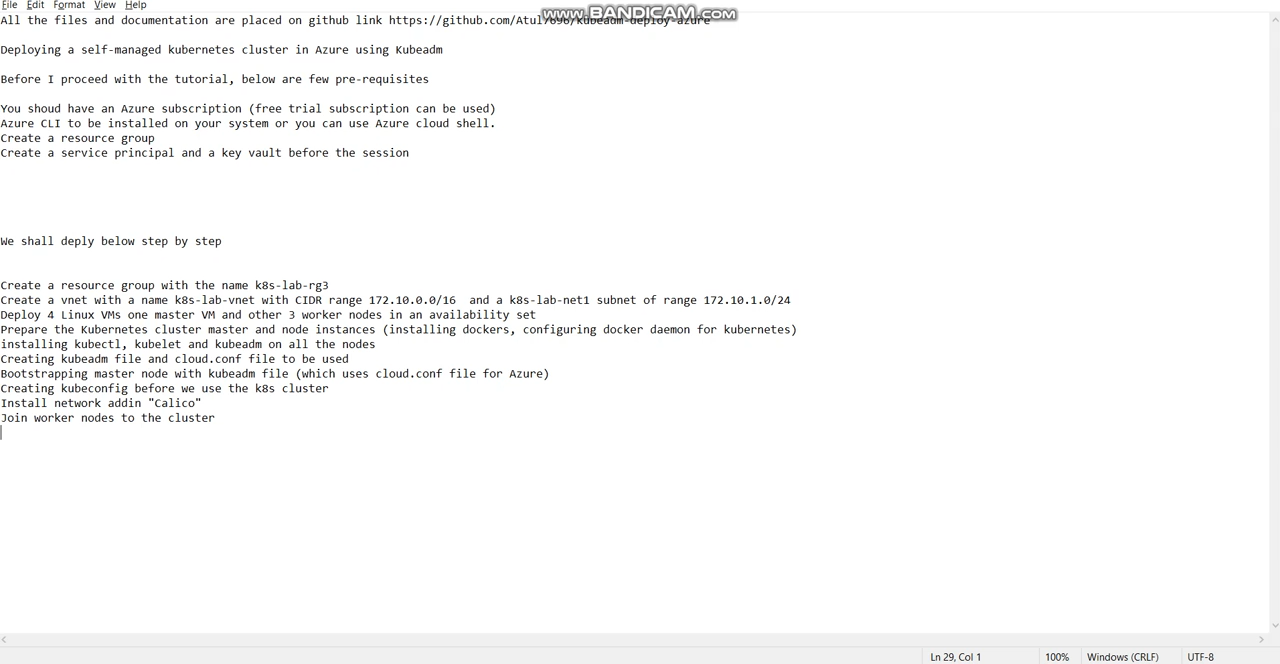 File Edit Format View Help
www.BANDICAM.com
All the files and documentation are placed on github link https://github.com/Atul7696/kubeadm-deploy-azure
Deploying a self-managed kubernetes cluster in Azure using Kubeadm
Before I proceed with the tutorial, below are few pre-requisites
You shoud have an Azure subscription (free trial subscription can be used)
Azure CLI to be installed on your system or you can use Azure cloud shell.
Create a resource group
Create a service principal and a key vault before the session
We shall deply below step by step
Create a resource group with the name k8s-lab-rg3
Create a vnet with a name k8s-lab-vnet with CIDR range 172.10.0.0/16  and a k8s-lab-net1 subnet of range 172.10.1.0/24
Deploy 4 Linux VMs one master VM and other 3 worker nodes in an availability set
Prepare the Kubernetes cluster master and node instances (installing dockers, configuring docker daemon for kubernetes)
installing kubectl, kubelet and kubeadm on all the nodes
Creating kubeadm file and cloud.conf file to be used
Bootstrapping master node with kubeadm file (which uses cloud.conf file for Azure)
Creating kubeconfig before we use the k8s cluster
Install network addin "Calico"
Join worker nodes to the cluster
Ln 29, Col 1 100% Windows (CRLF) UTF-8